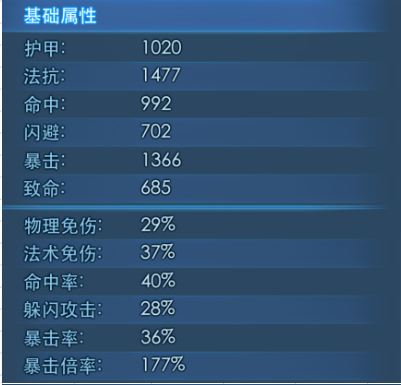 基础属性
护甲: 1020
法抗: 1477
命中: 992
闪避: 702
暴击: 1366
致命: 685
物理免伤: 29%
法术免伤: 37%
命中率: 40%
躲闪攻击: 28%
暴击率: 36%
暴击倍率: 177%